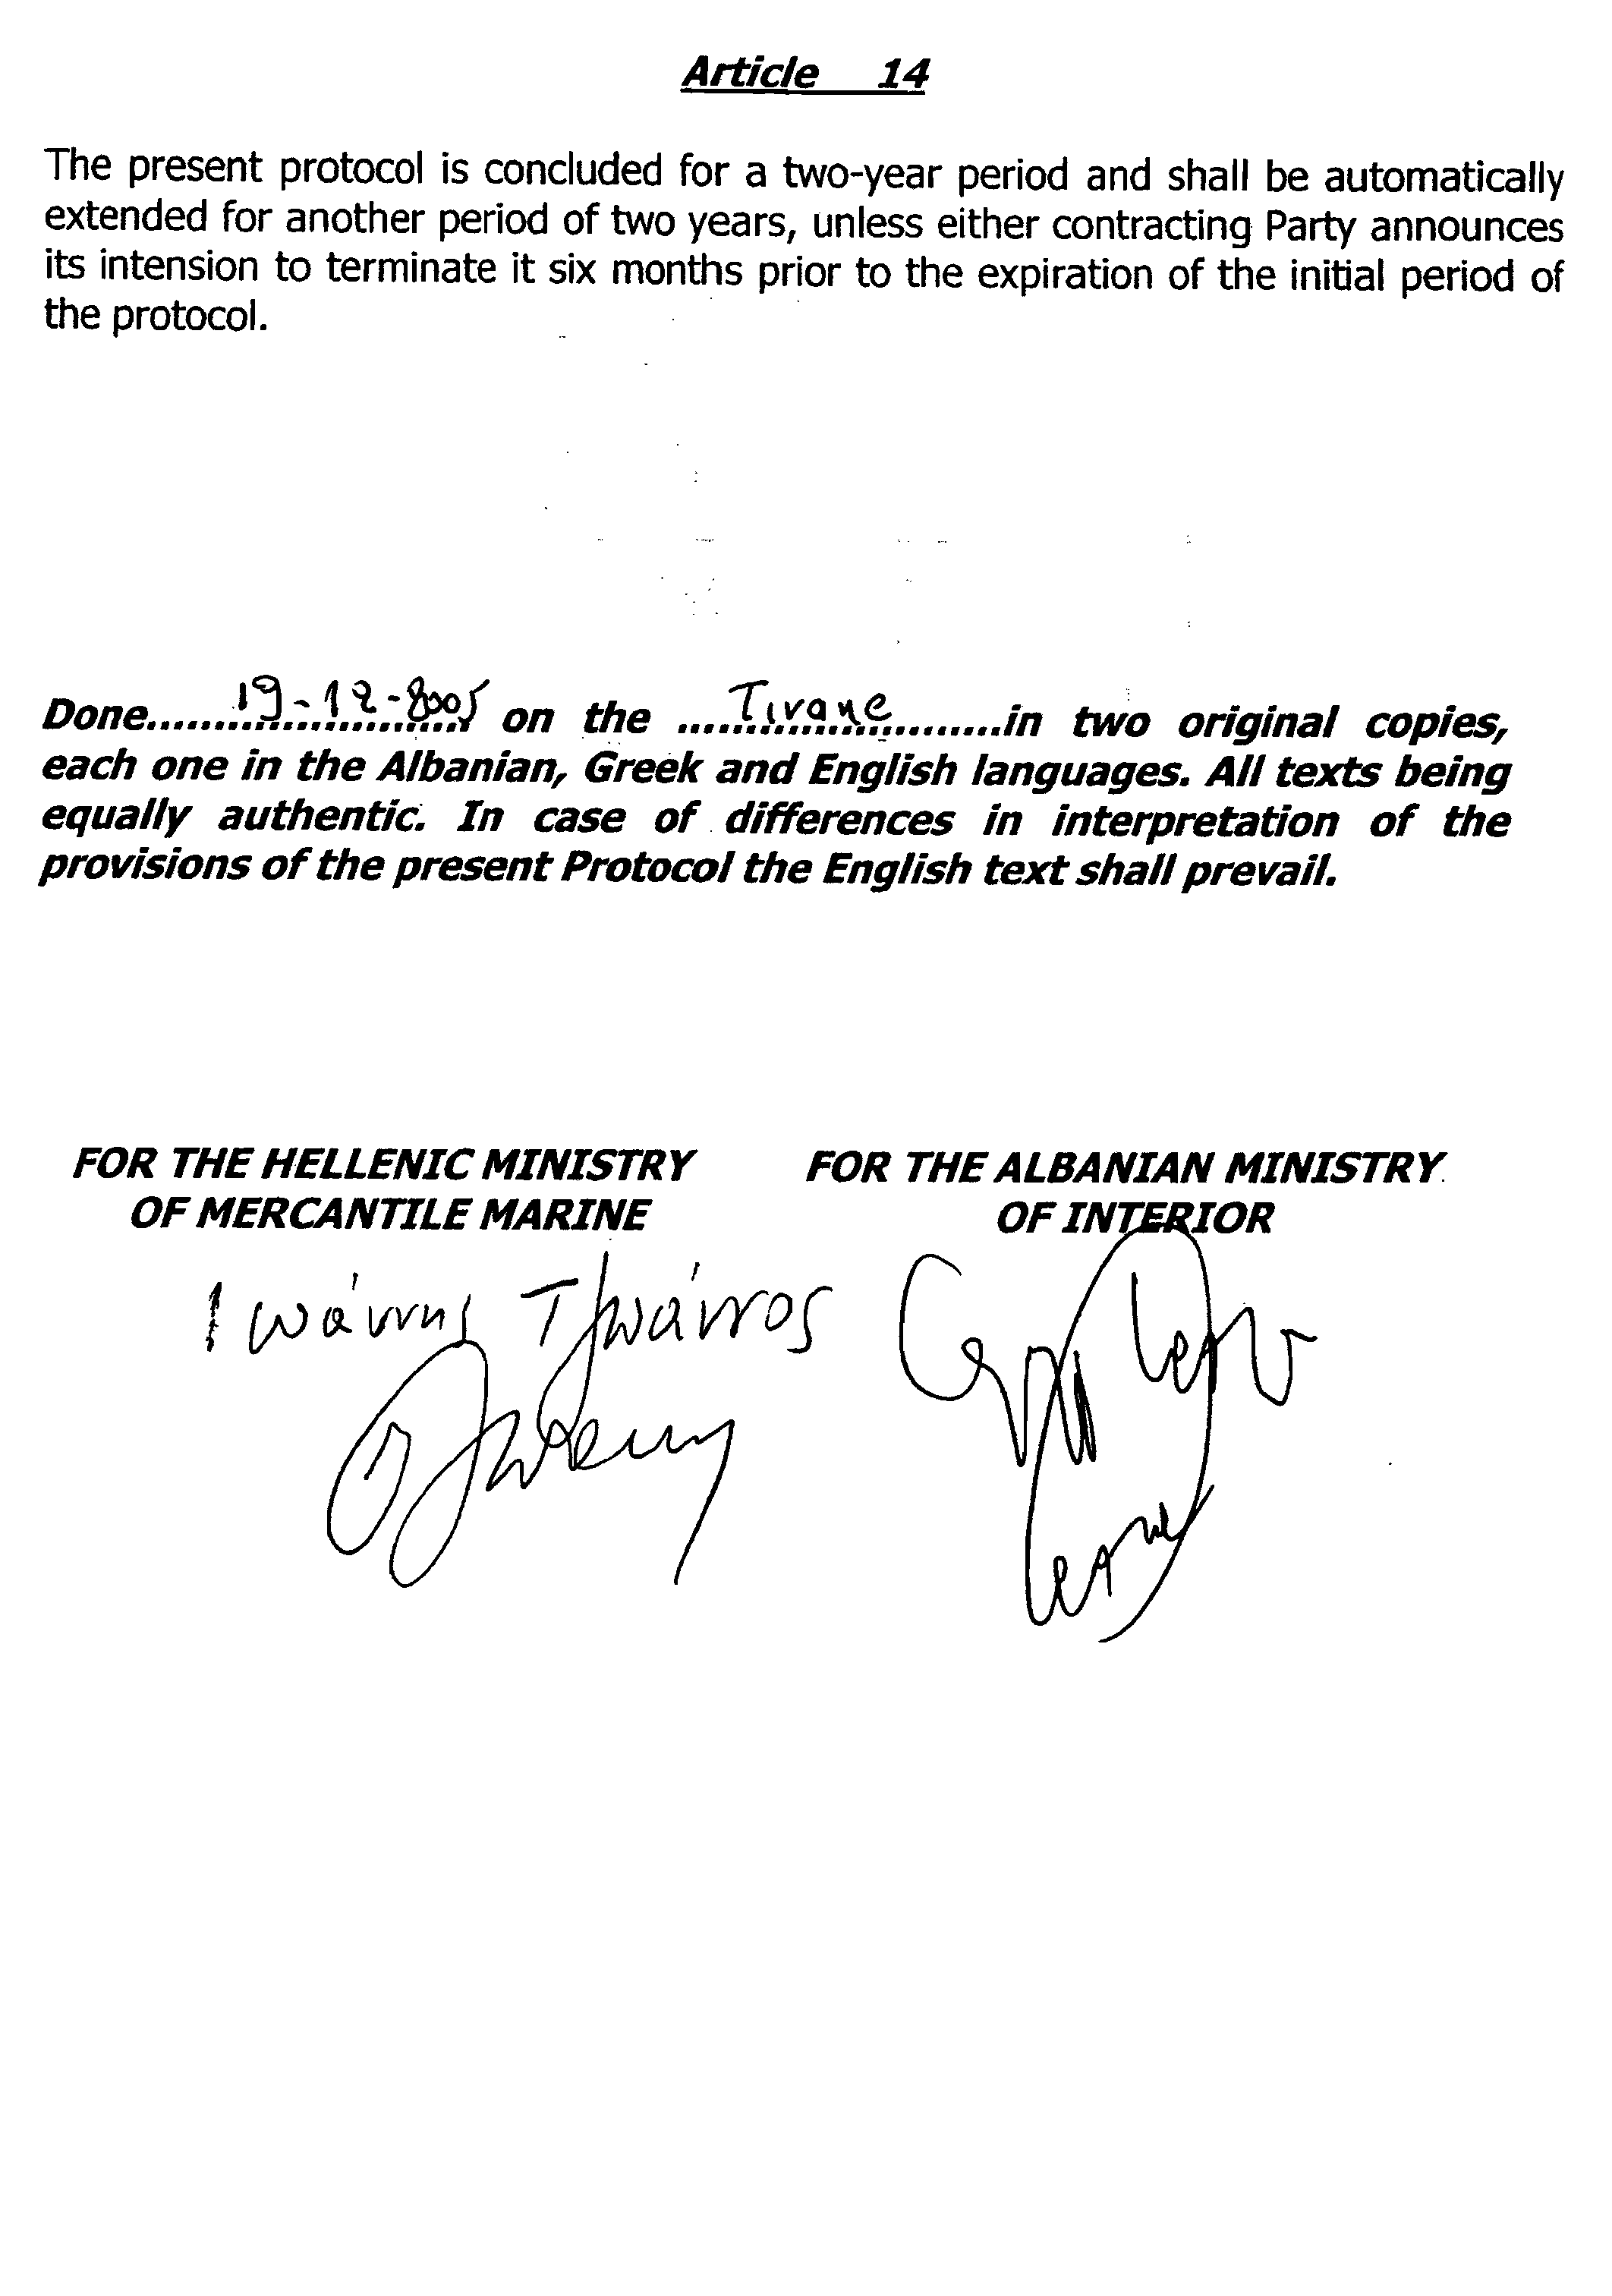 Article 14
The present protocol is concluded for a two-year period and shall be automatically
extended for another period of two years, unless either contracting Party announces
its intension to terminate it six months prior to the expiration of the initial period of
the protocol.
Done.....19-12-2005 on the .....Tirane.........in two original copies,
each one in the Albanian, Greek and English languages. All texts being
equally authentic. In case of differences in interpretation of the
provisions of the present Protocol the English text shall prevail.
FOR THE HELLENIC MINISTRY
OF MERCANTILE MARINE
FOR THE ALBANIAN MINISTRY
OF INTERIOR
Ιωάννης